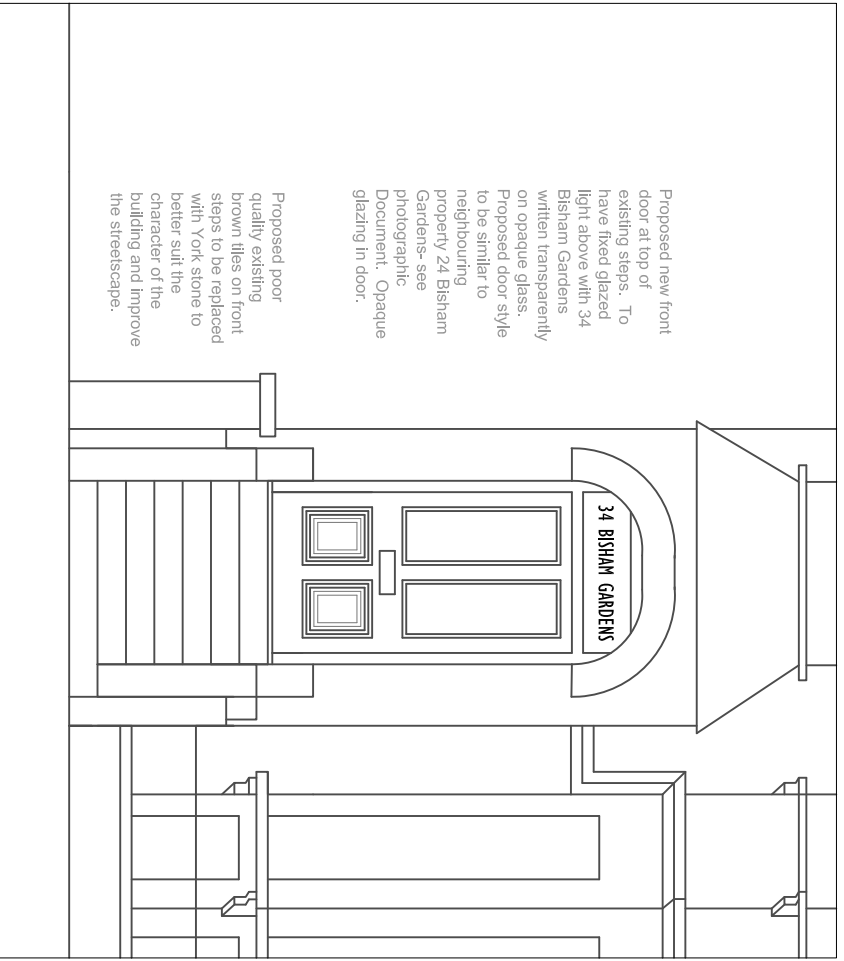 Proposed new front
door at top of
existing steps.  To
have fixed glazed
light above with 34
Bisham Gardens
written transparently
on opaque glass.
Proposed door style
to be similar to
neighbouring
property 24 Bisham
Gardens- see
photographic
Document.  Opaque
glazing in door.
Proposed poor
quality existing
brown tiles on front
steps to be replaced
with York stone to
better suit the
character of the
building and improve
the streetscape.
34 BISHAM GARDENS